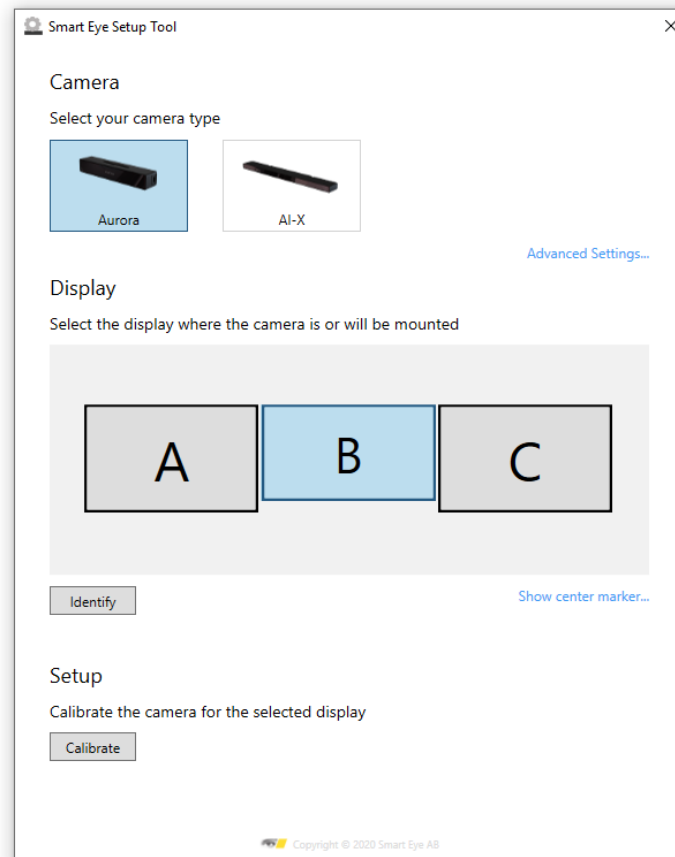 Smart Eye Setup Tool
Camera
Select your camera type
Aurora
AI-X
Advanced Settings...
Display
Select the display where the camera is or will be mounted
A
B
C
Identify
Show center marker...
Setup
Calibrate the camera for the selected display
Calibrate
Copyright © 2020 Smart Eye AB